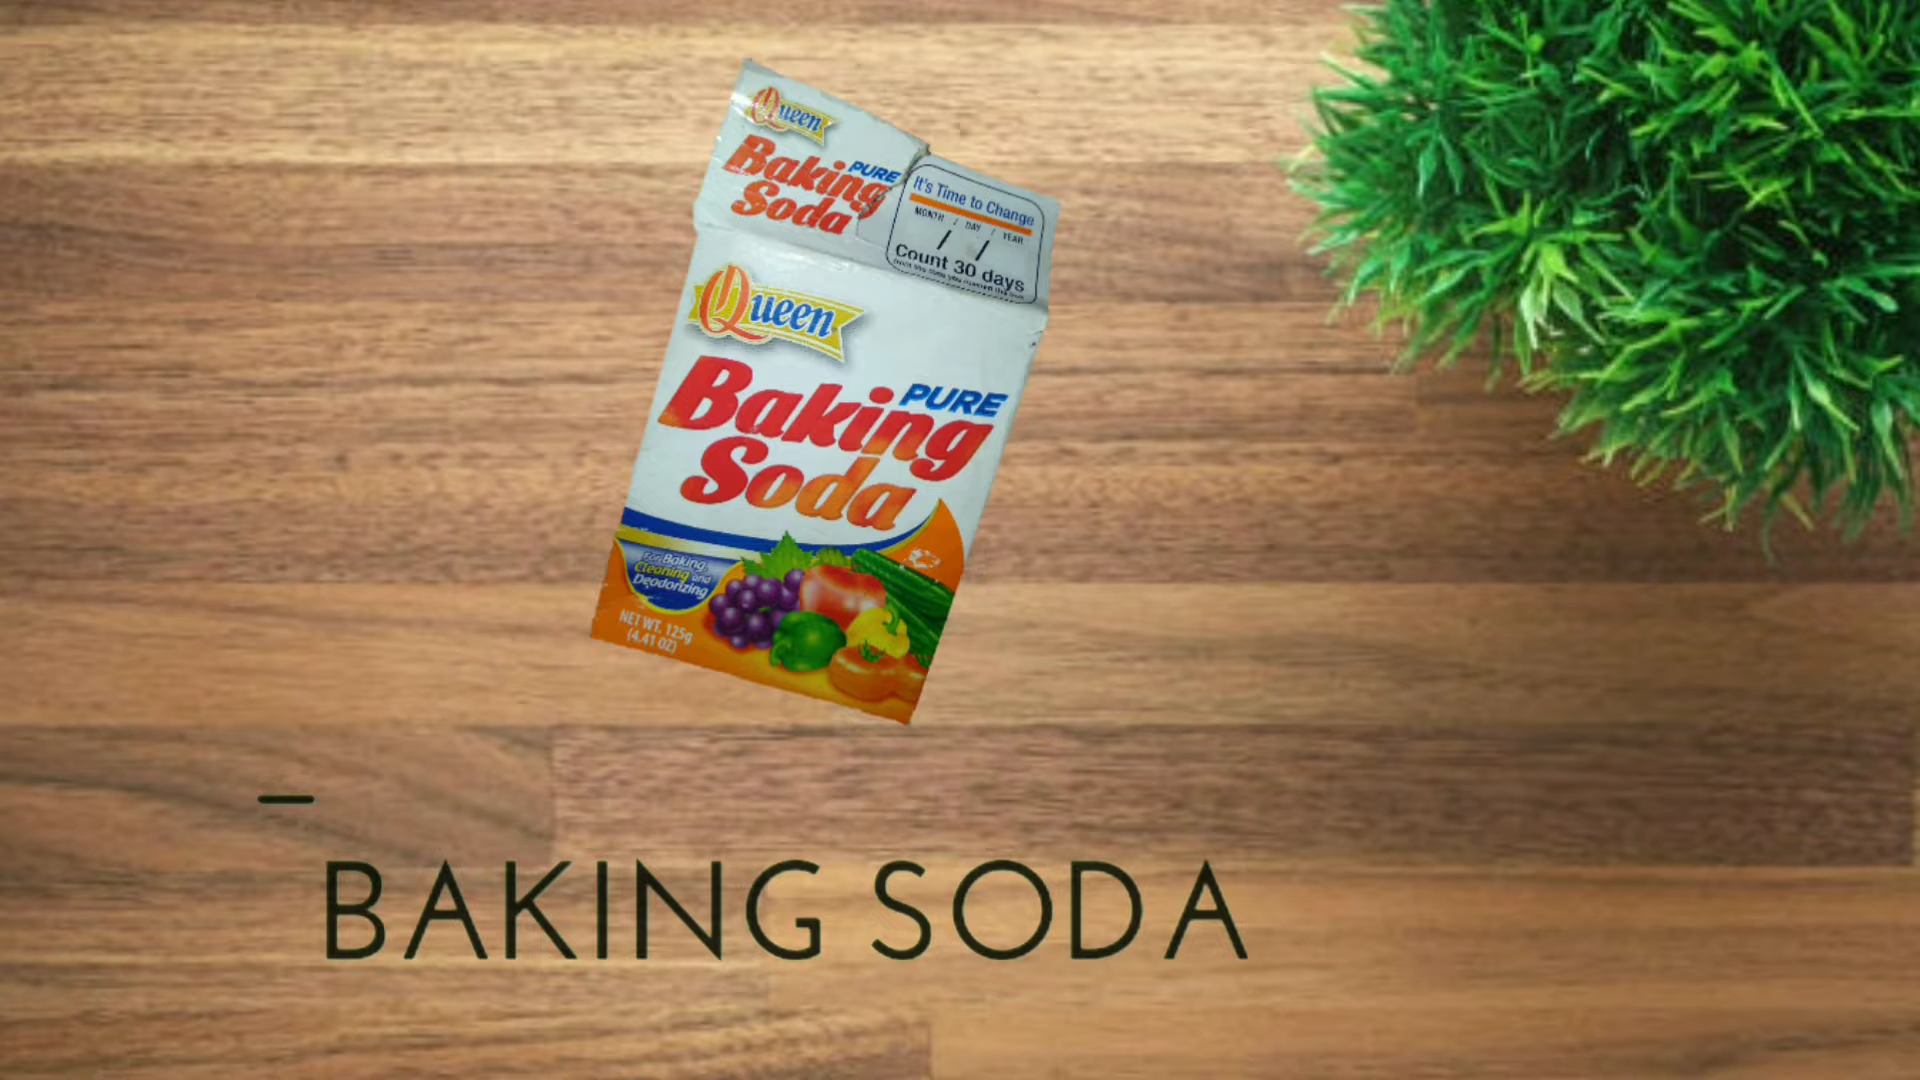 Queen
PURE
Baking
Soda
It's Time to Change
MONTH / DAY / YEAR
/ /
Count 30 days
Queen
PURE
Baking
Soda
For Baking,
Cleaning and
Deodorizing
NET WT. 125g
(4.41 OZ)
BAKING SODA